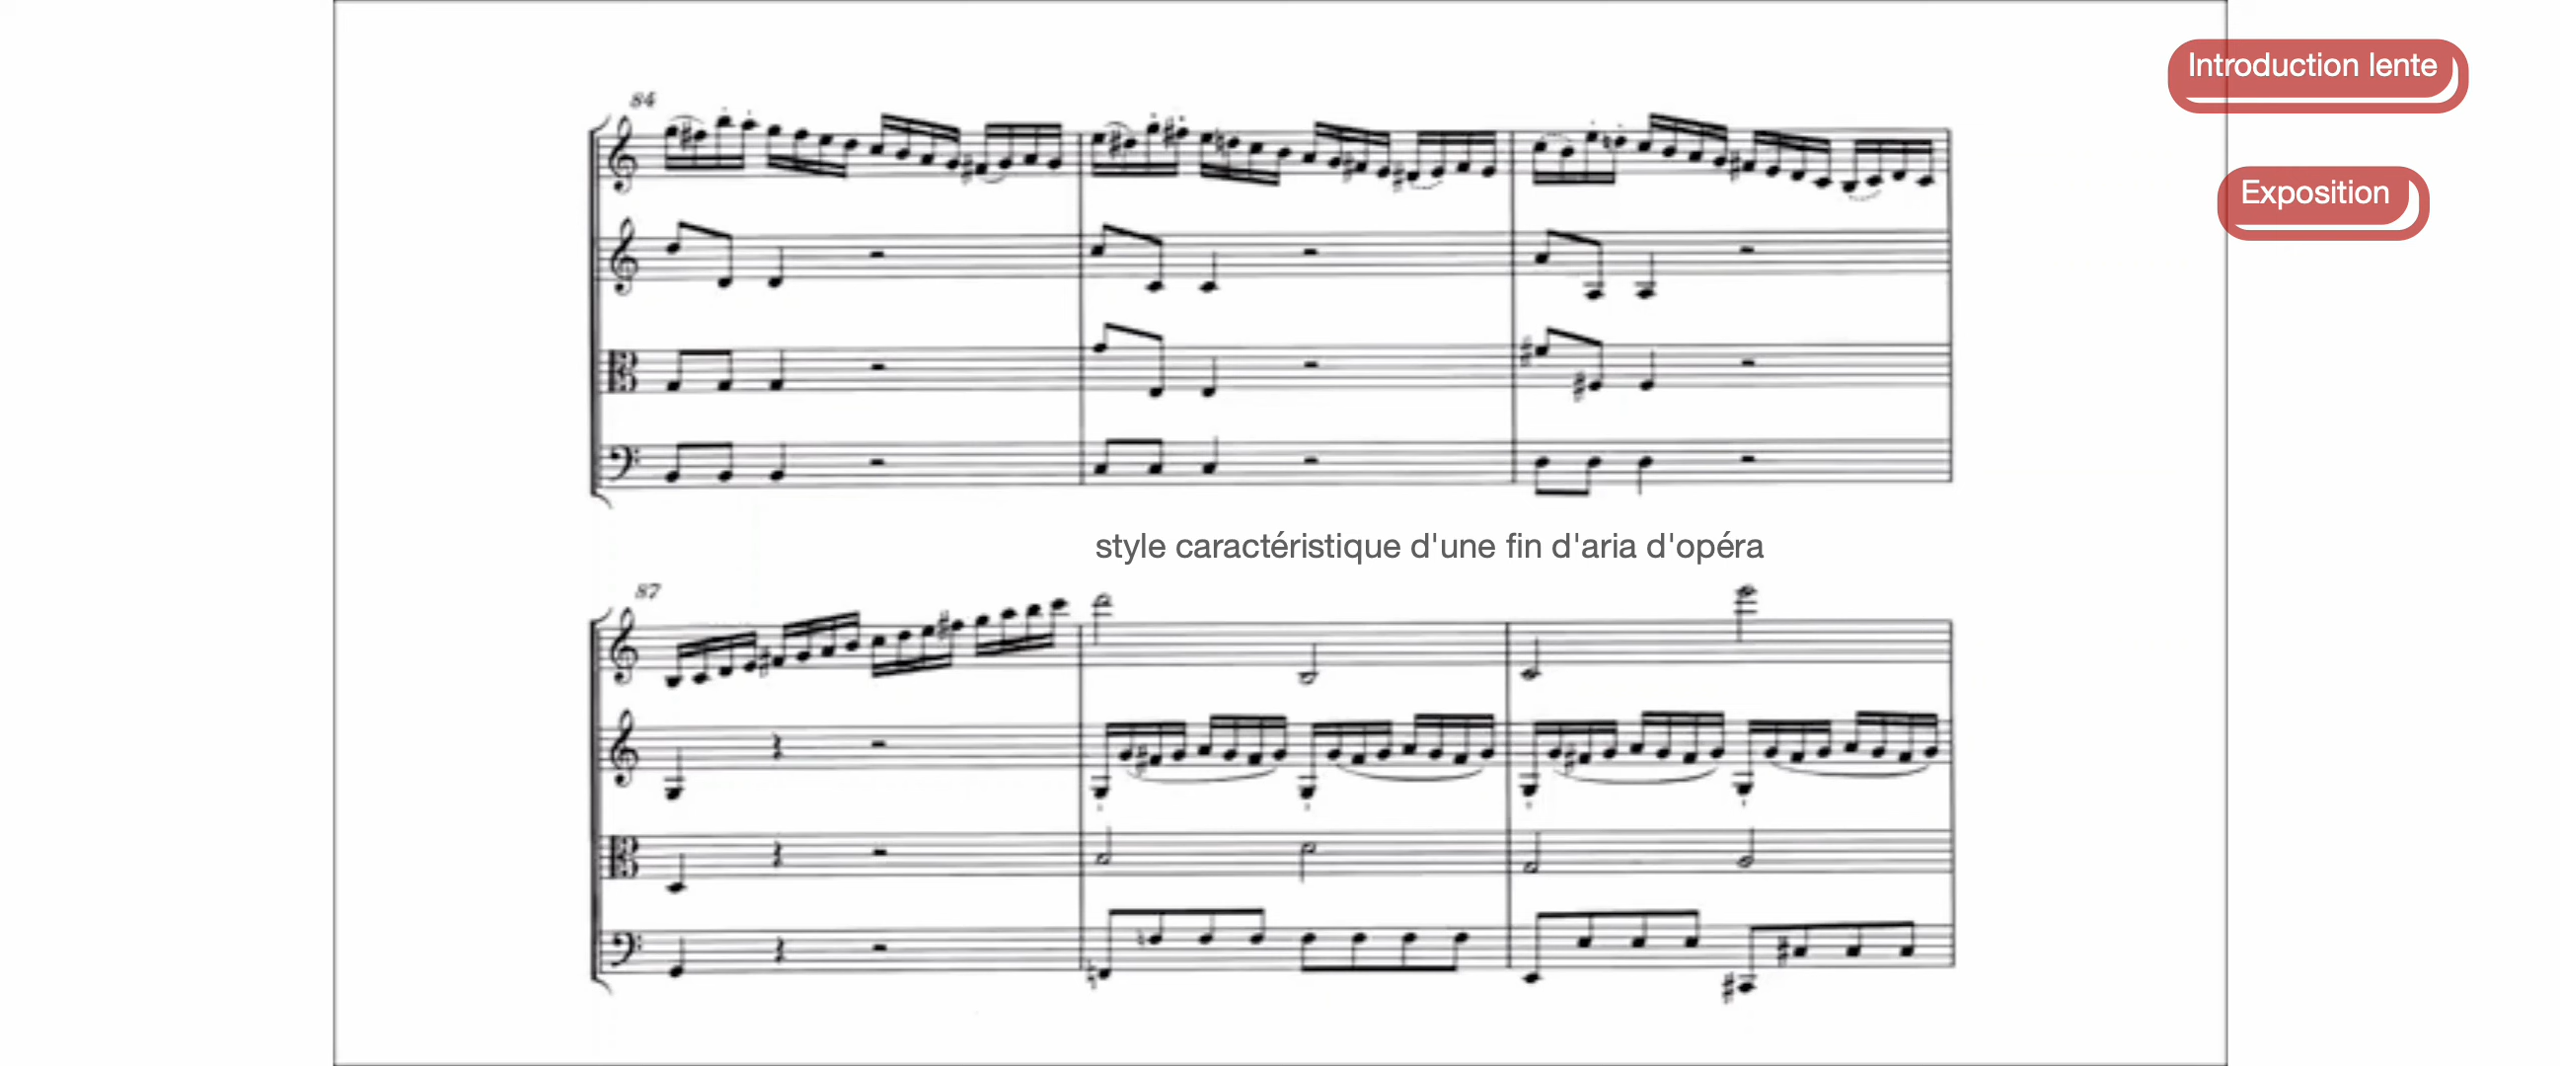 Introduction lente
84
Exposition
style caractéristique d'une fin d'aria d'opéra
87